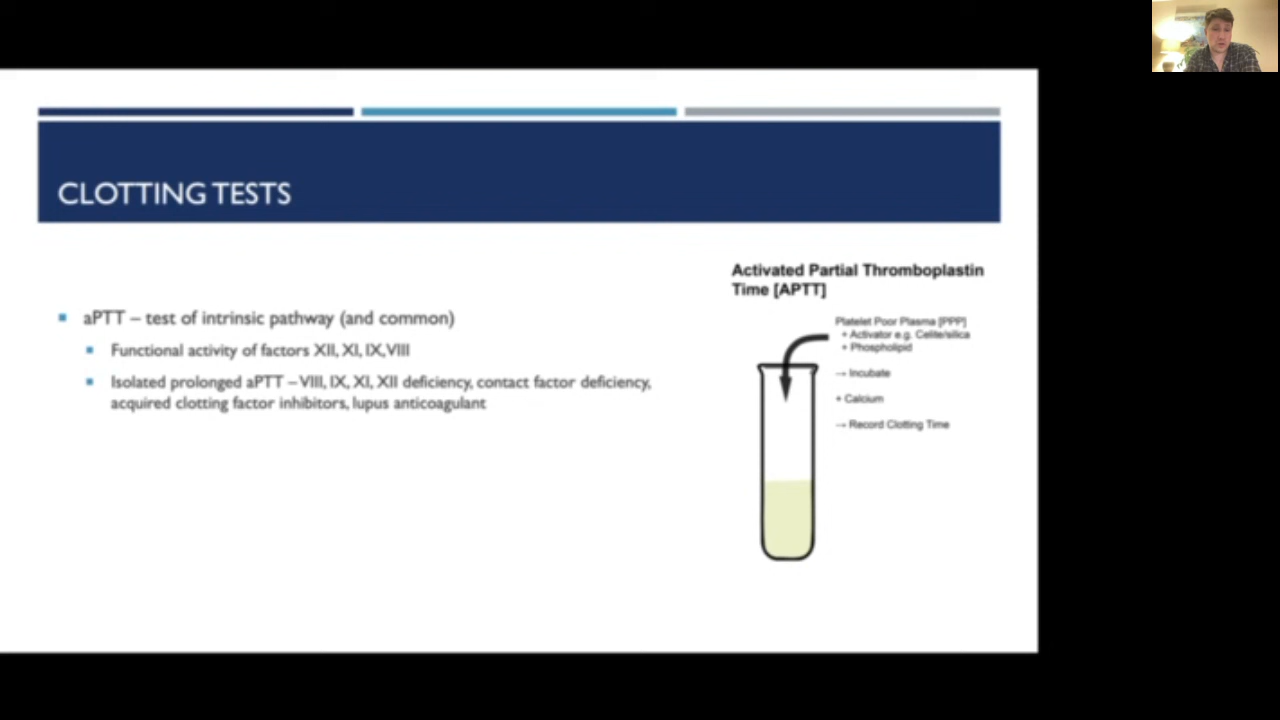 CLOTTING TESTS
aPTT – test of intrinsic pathway (and common)
Functional activity of factors XII, XI, IX, VIII
Isolated prolonged aPTT – VIII, IX, XI, XII deficiency, contact factor deficiency,
acquired clotting factor inhibitors, lupus anticoagulant
Activated Partial Thromboplastin
Time [APTT]
Platelet Poor Plasma [PPP]
+ Activator e.g. Celite/silica
+ Phospholipid
→ Incubate
+ Calcium
→ Record Clotting Time